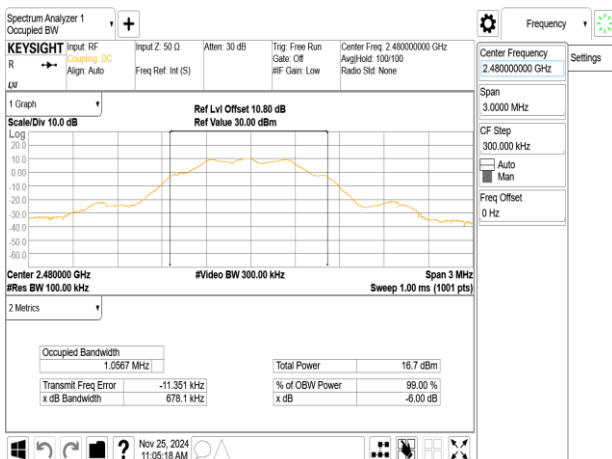 Spectrum Analyzer 1
Occupied BW
Frequency
KEYSIGHT
R
Input: RF
Coupling: DC
Align: Auto
Input Z: 50 Ω
Freq Ref: Int (S)
Atten: 30 dB
Trig: Free Run
Gate: Off
#IF Gain: Low
Center Freq: 2.480000000 GHz
Avg|Hold: 100/100
Radio Std: None
Center Frequency
2.480000000 GHz
Settings
Span
3.0000 MHz
CF Step
300.000 kHz
Auto
Man
Freq Offset
0 Hz
1 Graph
Scale/Div 10.0 dB
Ref Lvl Offset 10.80 dB
Ref Value 30.00 dBm
Log
20.0
10.0
0.00
-10.0
-20.0
-30.0
-40.0
-50.0
-60.0
Center 2.480000 GHz
#Res BW 100.00 kHz
#Video BW 300.00 kHz
Span 3 MHz
Sweep 1.00 ms (1001 pts)
2 Metrics
Occupied Bandwidth
1.0567 MHz
Total Power 16.7 dBm
Transmit Freq Error -11.351 kHz
% of OBW Power 99.00 %
x dB Bandwidth 678.1 kHz
x dB -6.00 dB
?
Nov 25, 2024
11:05:18 AM